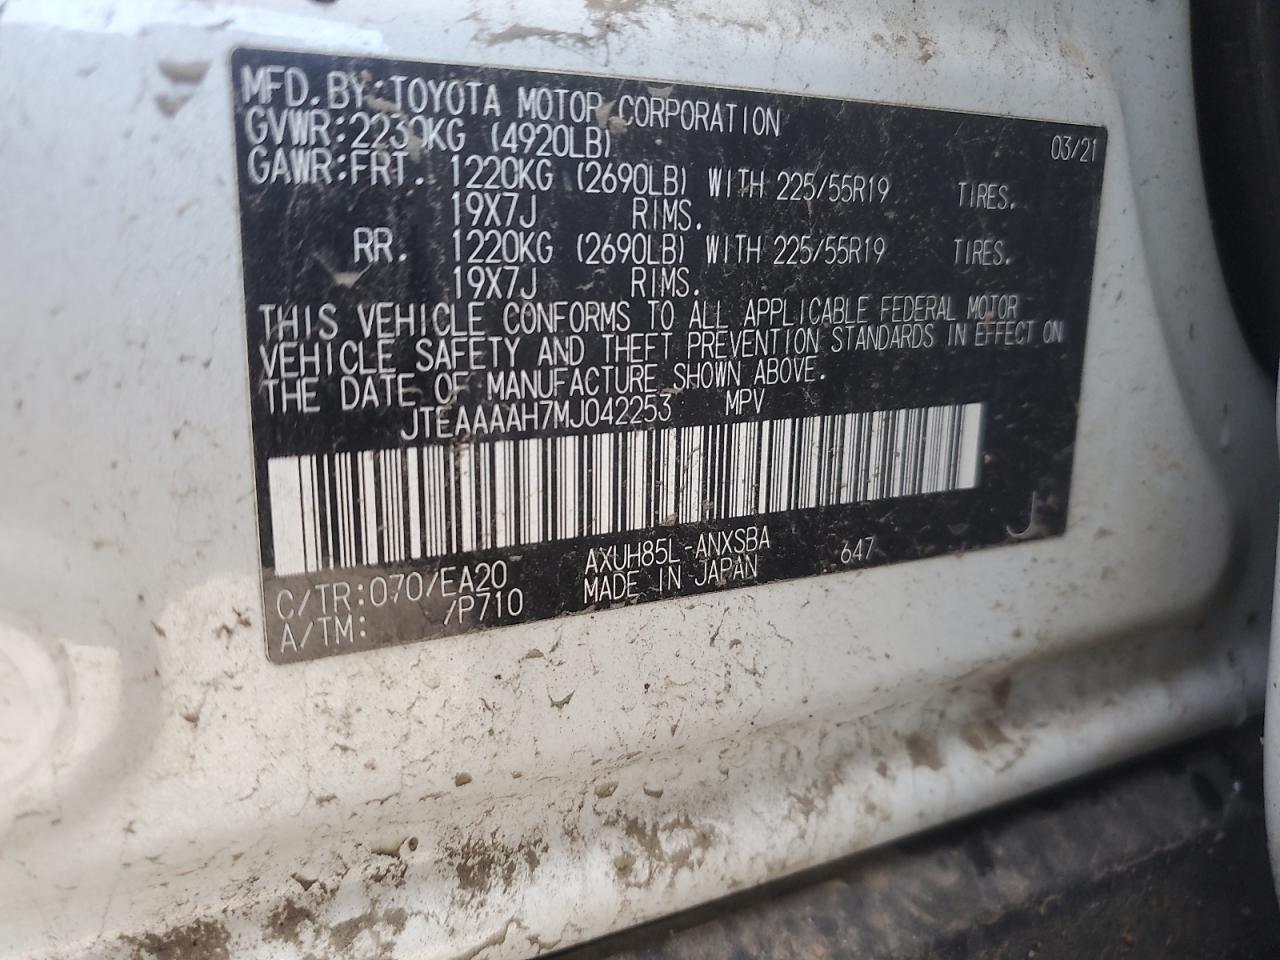 MFD. BY: TOYOTA MOTOR CORPORATION 03/21
GVWR: 2230KG (4920LB)
GAWR: FRT. 1220KG (2690LB) WITH 225/55R19 TIRES.
19X7J RIMS.
RR. 1220KG (2690LB) WITH 225/55R19 TIRES.
19X7J RIMS.
THIS VEHICLE CONFORMS TO ALL APPLICABLE FEDERAL MOTOR
VEHICLE SAFETY AND THEFT PREVENTION STANDARDS IN EFFECT ON
THE DATE OF MANUFACTURE SHOWN ABOVE.
JTEAAAAH7MJ042253 MPV
C/TR: 070/EA20 AXUH85L-ANXSBA 647 J
A/TM: /P710 MADE IN JAPAN